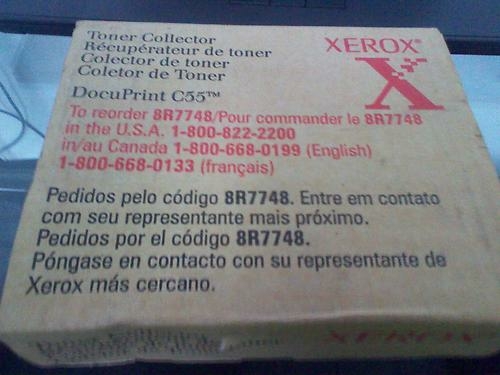 Toner Collector
Récupérateur de toner
Colector de toner
Coletor de Toner
DocuPrint C55™
XEROX®
X
To reorder 8R7748/Pour commander le 8R7748
in the U.S.A. 1-800-822-2200
in/au Canada 1-800-668-0199 (English)
1-800-668-0133 (français)
Pedidos pelo código 8R7748. Entre em contato
com seu representante mais próximo.
Pedidos por el código 8R7748.
Póngase en contacto con su representante de
Xerox más cercano.
XEROX